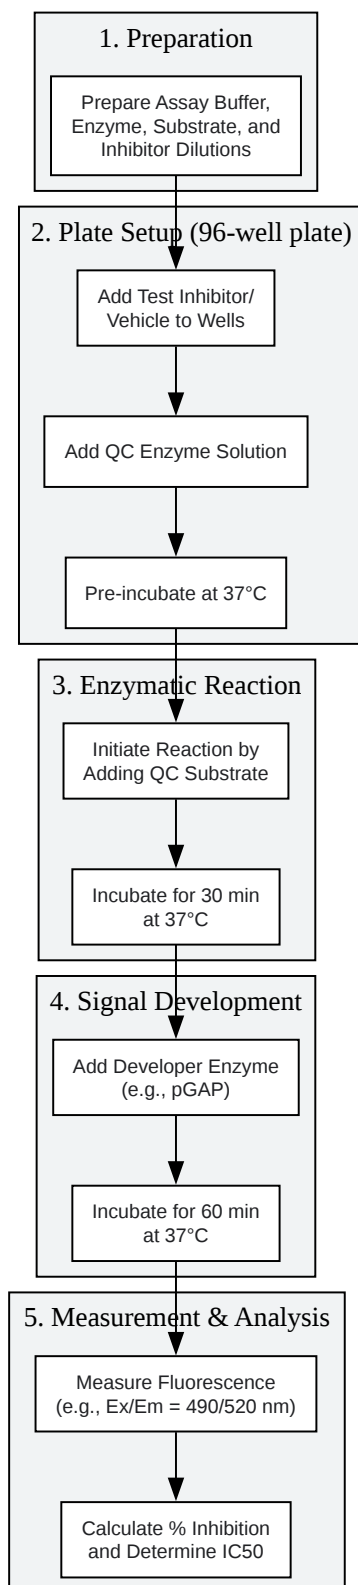 1. Preparation
Prepare Assay Buffer,
Enzyme, Substrate, and
Inhibitor Dilutions
2. Plate Setup (96-well plate)
Add Test Inhibitor/
Vehicle to Wells
Add QC Enzyme Solution
Pre-incubate at 37°C
3. Enzymatic Reaction
Initiate Reaction by
Adding QC Substrate
Incubate for 30 min
at 37°C
4. Signal Development
Add Developer Enzyme
(e.g., pGAP)
Incubate for 60 min
at 37°C
5. Measurement & Analysis
Measure Fluorescence
(e.g., Ex/Em = 490/520 nm)
Calculate % Inhibition
and Determine IC50